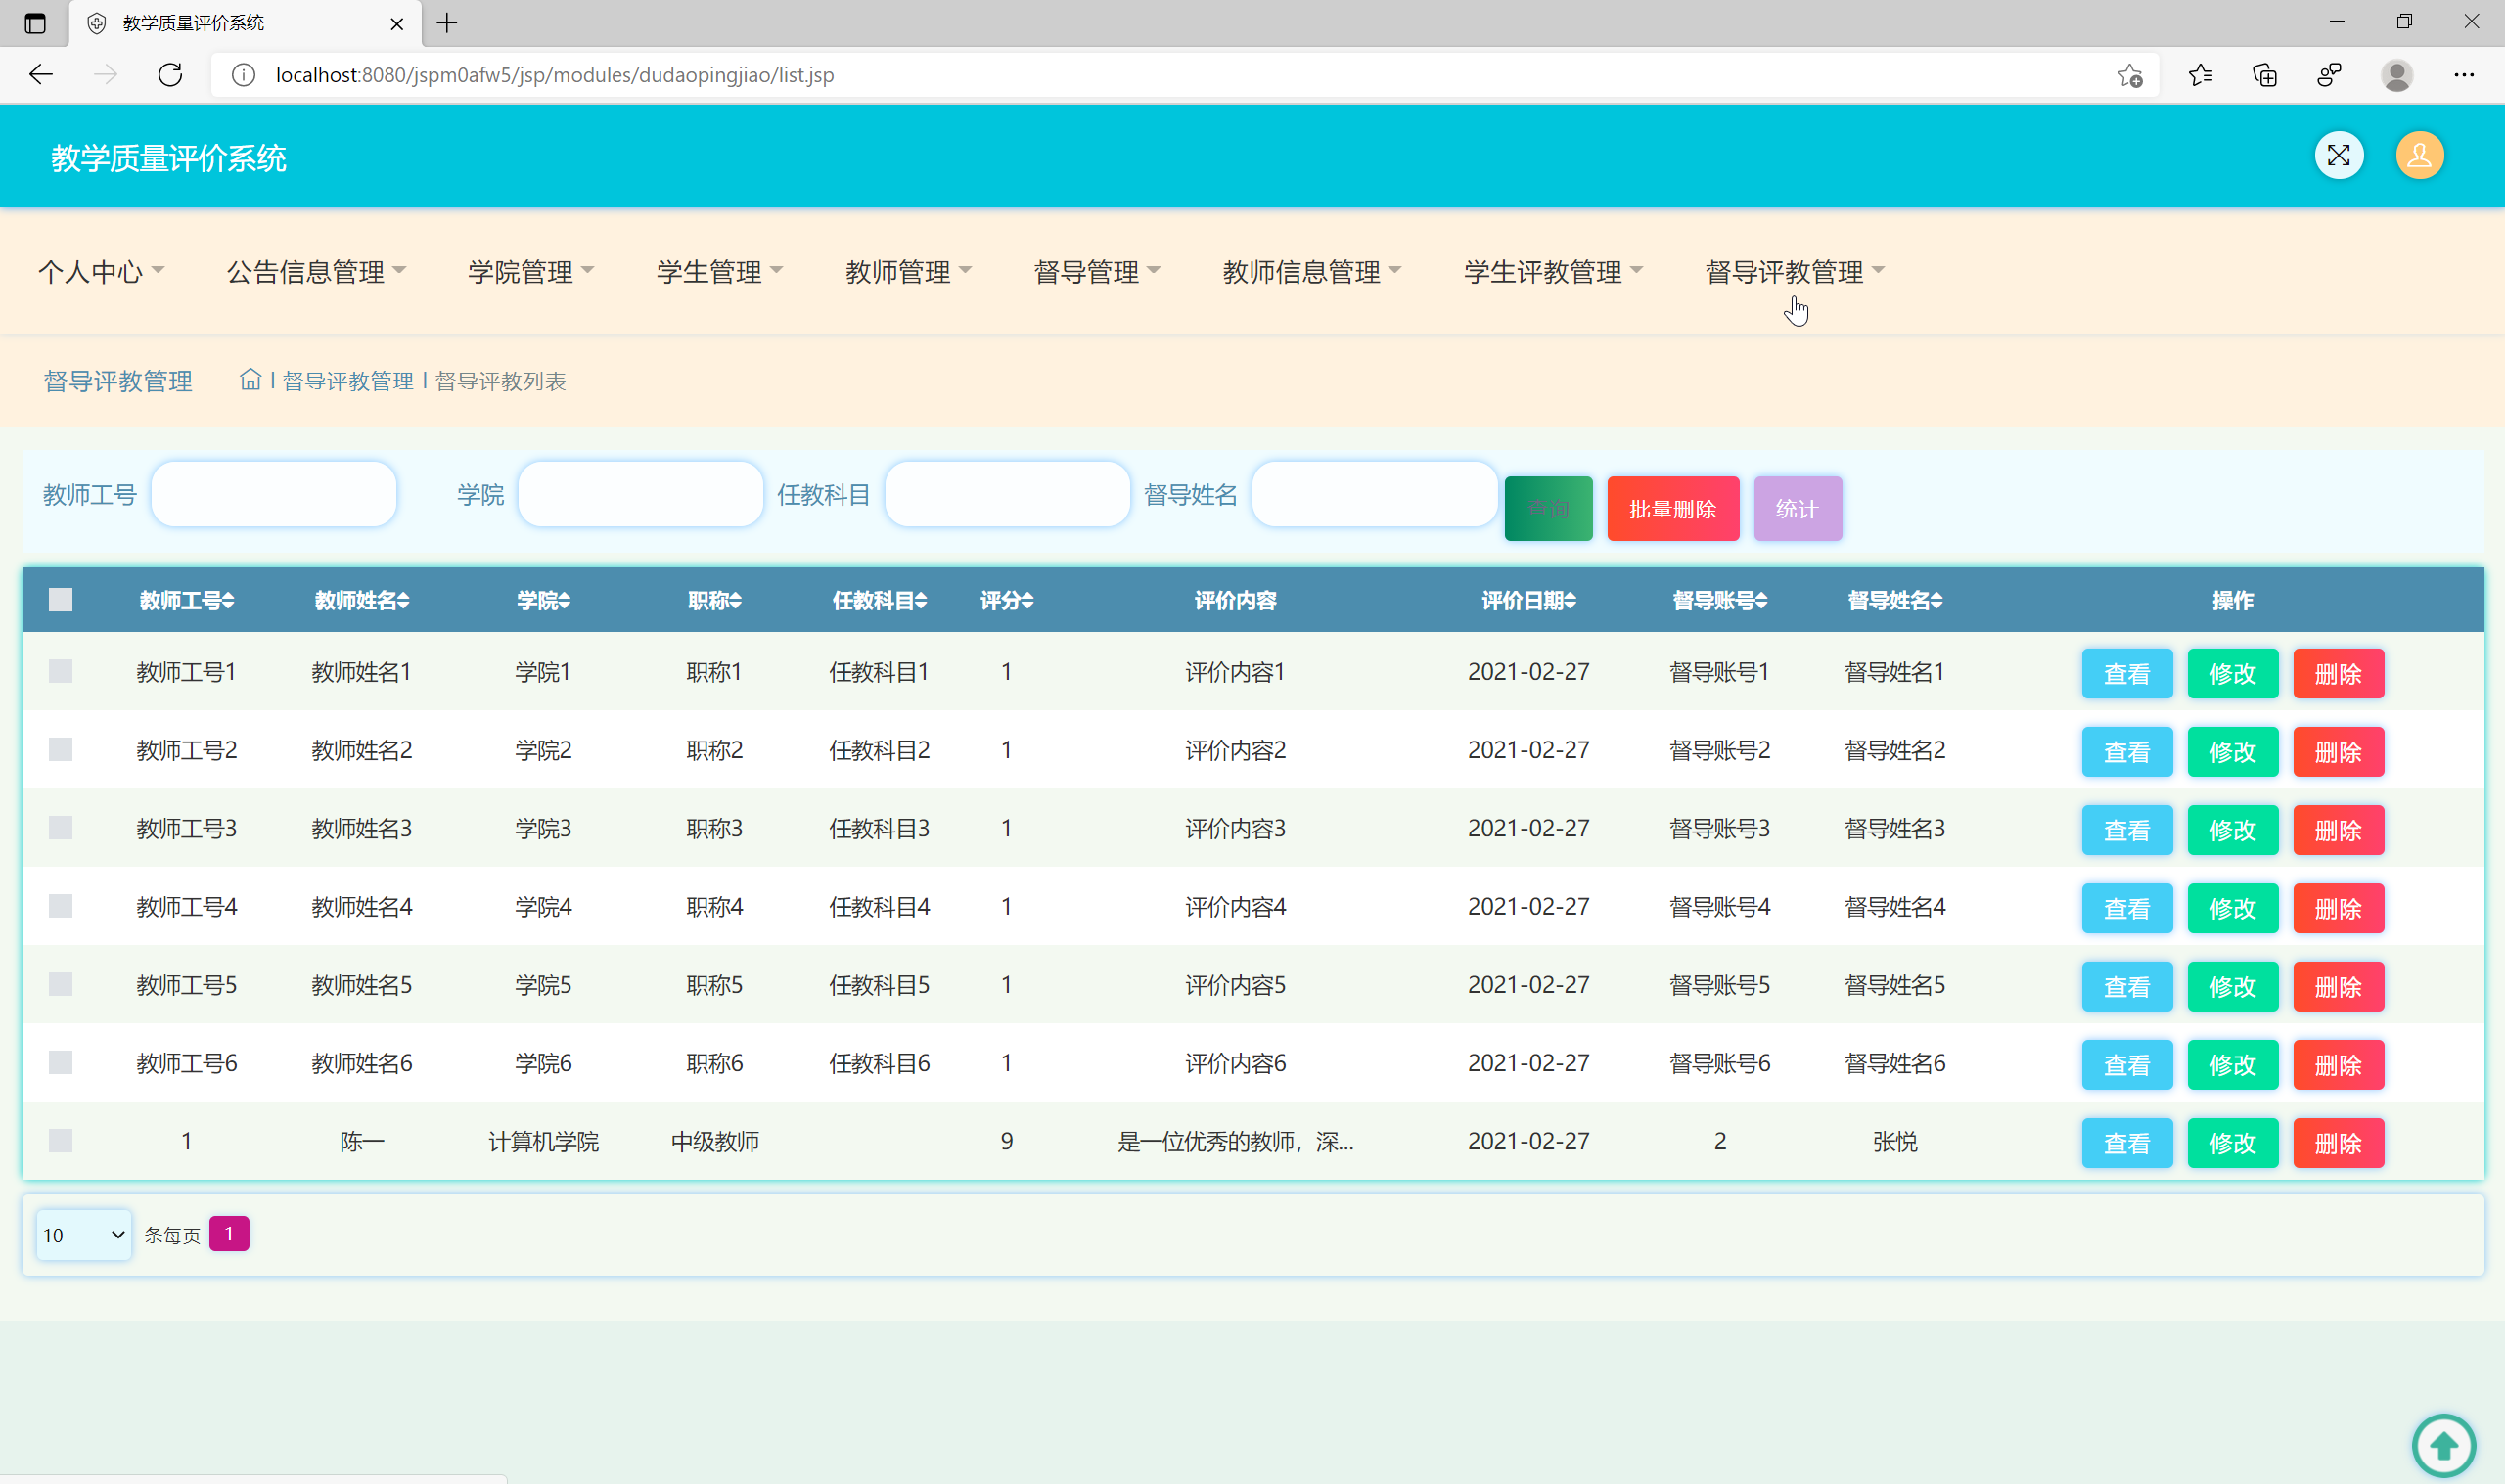 教学质量评价系统
localhost:8080/jspm0afw5/jsp/modules/dudaopingjiao/list.jsp
教学质量评价系统
个人中心 公告信息管理 学院管理 学生管理 教师管理 督导管理 教师信息管理 学生评教管理 督导评教管理
督导评教管理 督导评教管理 督导评教列表
教师工号 学院 任教科目 督导姓名 查询 批量删除 统计
教师工号 教师姓名 学院 职称 任教科目 评分 评价内容 评价日期 督导账号 督导姓名 操作
教师工号1 教师姓名1 学院1 职称1 任教科目1 1 评价内容1 2021-02-27 督导账号1 督导姓名1 查看 修改 删除
教师工号2 教师姓名2 学院2 职称2 任教科目2 1 评价内容2 2021-02-27 督导账号2 督导姓名2 查看 修改 删除
教师工号3 教师姓名3 学院3 职称3 任教科目3 1 评价内容3 2021-02-27 督导账号3 督导姓名3 查看 修改 删除
教师工号4 教师姓名4 学院4 职称4 任教科目4 1 评价内容4 2021-02-27 督导账号4 督导姓名4 查看 修改 删除
教师工号5 教师姓名5 学院5 职称5 任教科目5 1 评价内容5 2021-02-27 督导账号5 督导姓名5 查看 修改 删除
教师工号6 教师姓名6 学院6 职称6 任教科目6 1 评价内容6 2021-02-27 督导账号6 督导姓名6 查看 修改 删除
1 陈一 计算机学院 中级教师 9 是一位优秀的教师，深... 2021-02-27 2 张悦 查看 修改 删除
10 条每页 1